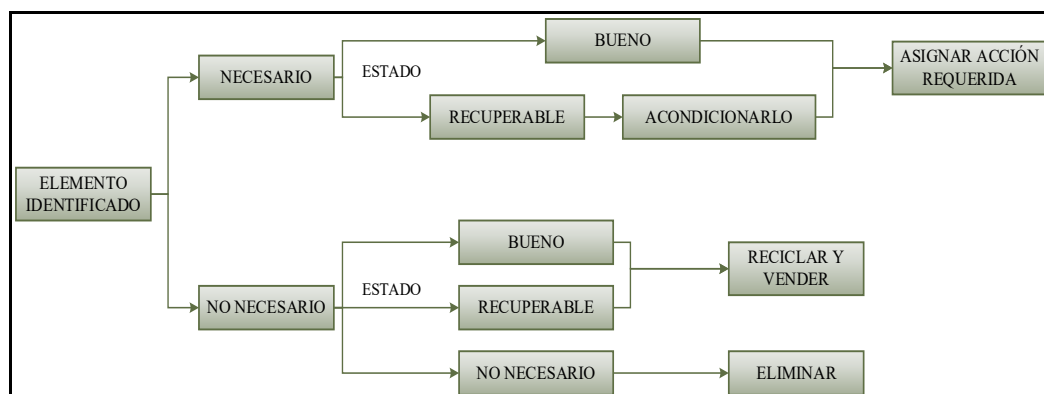 BUENO
ASIGNAR ACCIÓN
REQUERIDA
NECESARIO
ESTADO
RECUPERABLE
ACONDICIONARLO
ELEMENTO
IDENTIFICADO
BUENO
RECICLAR Y
VENDER
NO NECESARIO
ESTADO
RECUPERABLE
NO NECESARIO
ELIMINAR